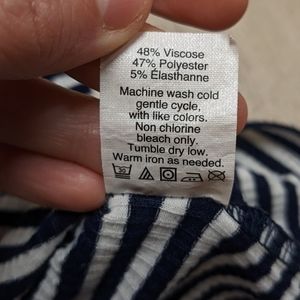 48% Viscose
47% Polyester
5% Élasthanne
Machine wash cold
gentle cycle,
with like colors.
Non chlorine
bleach only.
Tumble dry low.
Warm iron as needed.